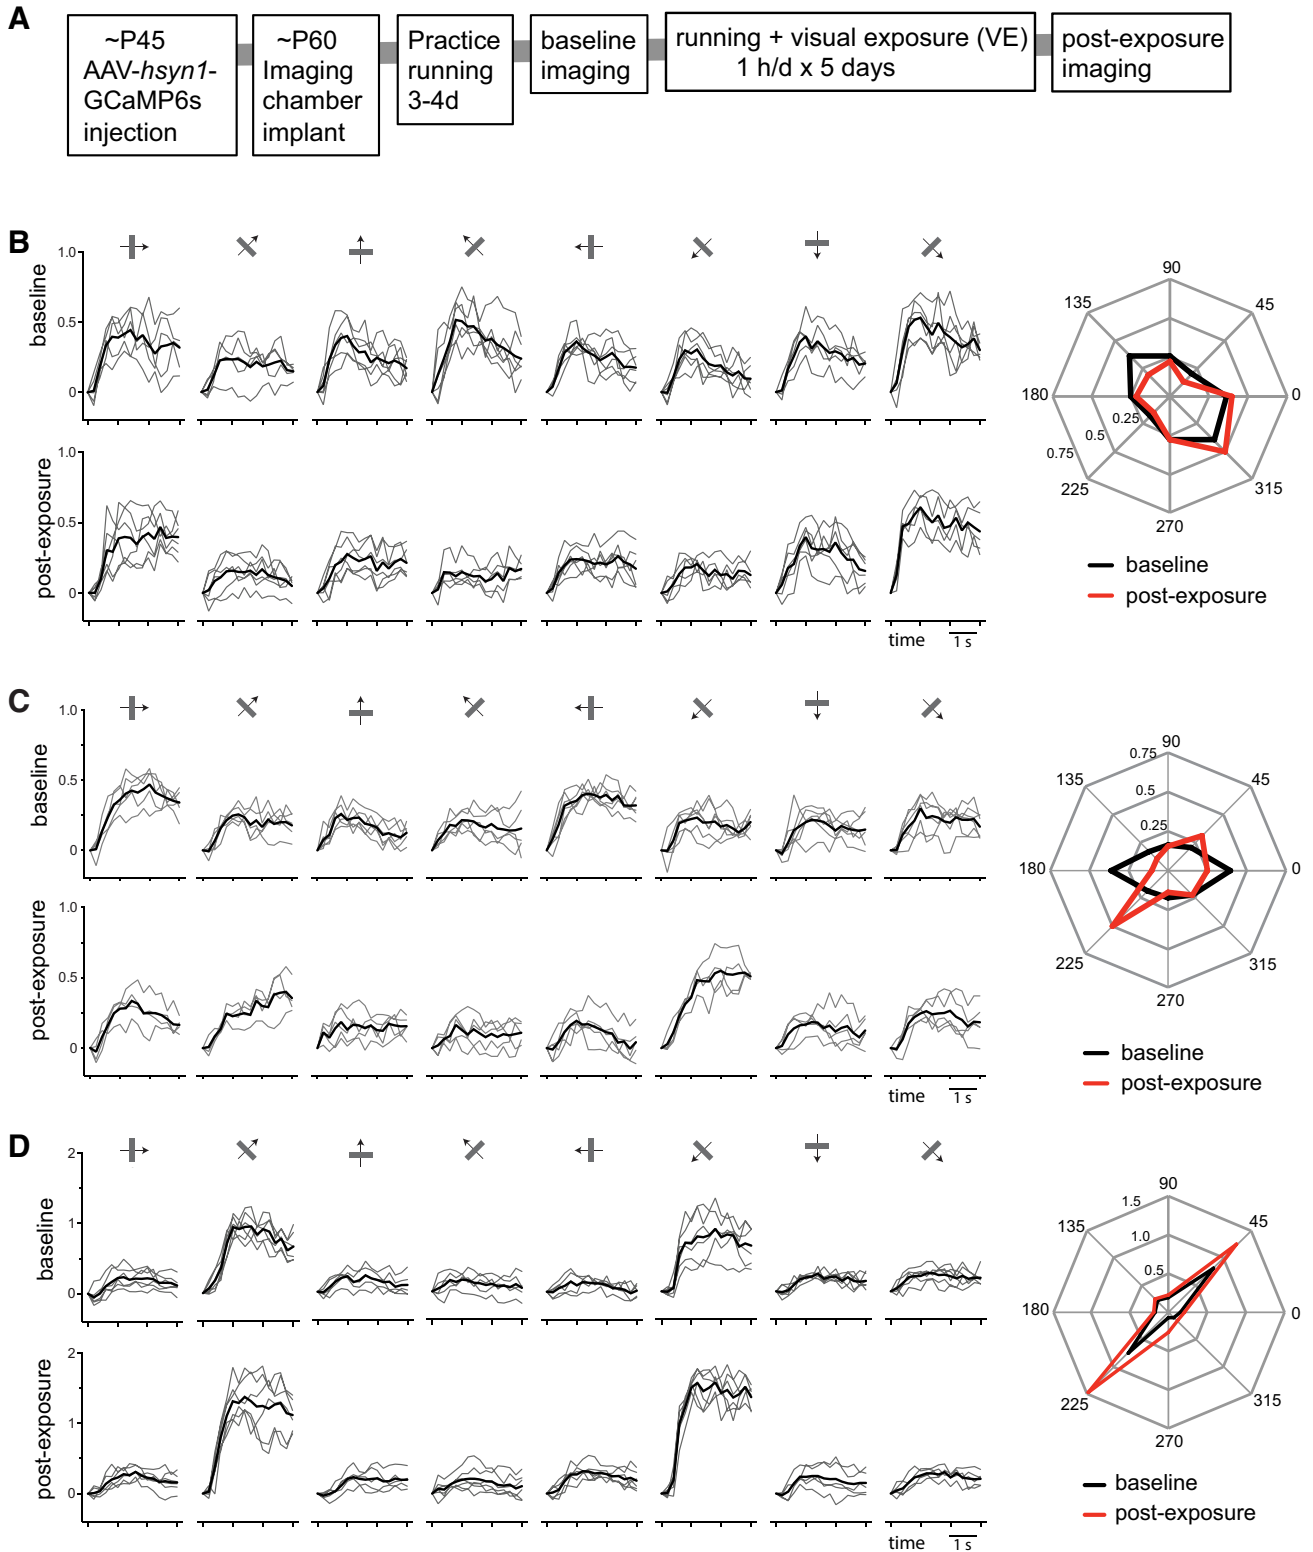 A
~P45
AAV-hsyn1-
GCaMP6s
injection
~P60
Imaging
chamber
implant
Practice
running
3-4d
baseline
imaging
running + visual exposure (VE)
1 h/d x 5 days
post-exposure
imaging
B
baseline
1.0
0.5
0
post-exposure
1.0
0.5
0
time 1 s
90
45
0
315
270
225
180
135
0.25
0.5
0.75
baseline
post-exposure
C
baseline
1.0
0.5
0
post-exposure
1.0
0.5
0
time 1 s
90
45
0
315
270
225
180
135
0.75
0.5
0.25
baseline
post-exposure
D
baseline
2
1
0
post-exposure
2
1
0
time 1 s
90
45
0
315
270
225
180
135
1.5
1.0
0.5
baseline
post-exposure